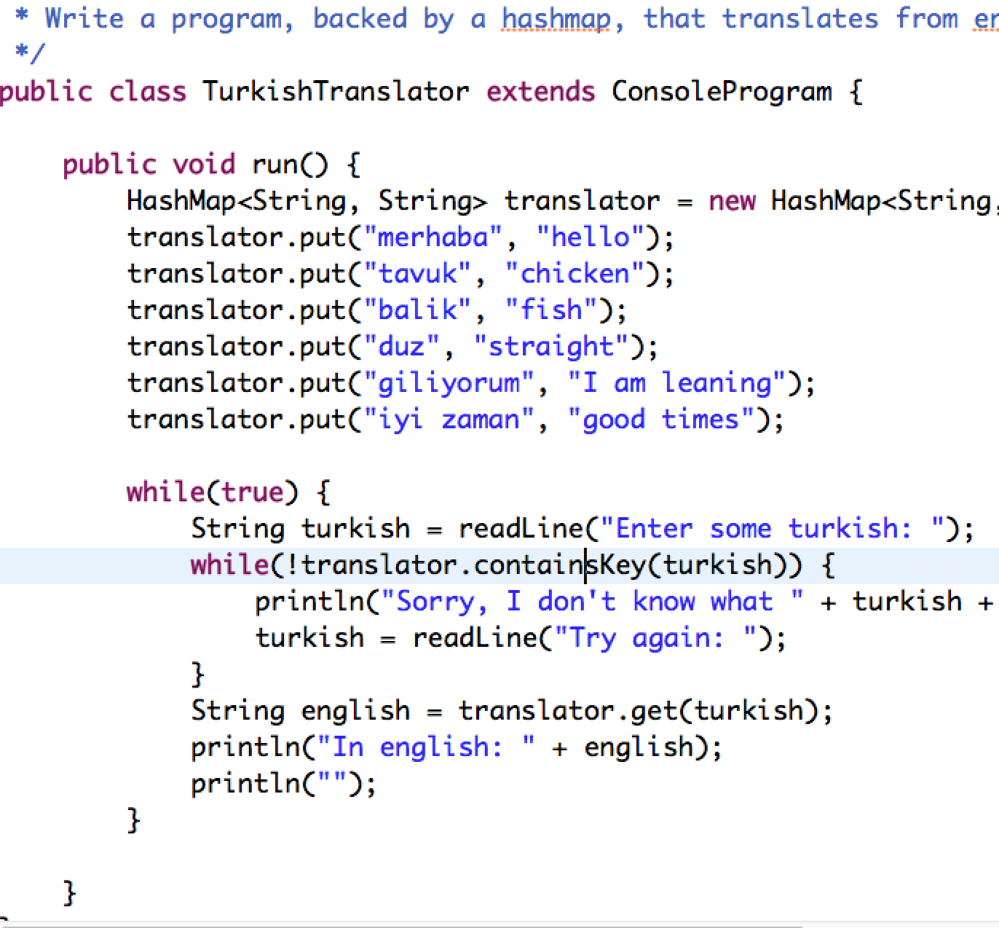 * Write a program, backed by a hashmap, that translates from en
*/
public class TurkishTranslator extends ConsoleProgram {
public void run() {
HashMap<String, String> translator = new HashMap<String,
translator.put("merhaba", "hello");
translator.put("tavuk", "chicken");
translator.put("balik", "fish");
translator.put("duz", "straight");
translator.put("giliyorum", "I am leaning");
translator.put("iyi zaman", "good times");
while(true) {
String turkish = readLine("Enter some turkish: ");
while(!translator.containsKey(turkish)) {
println("Sorry, I don't know what " + turkish +
turkish = readLine("Try again: ");
}
String english = translator.get(turkish);
println("In english: " + english);
println("");
}
}